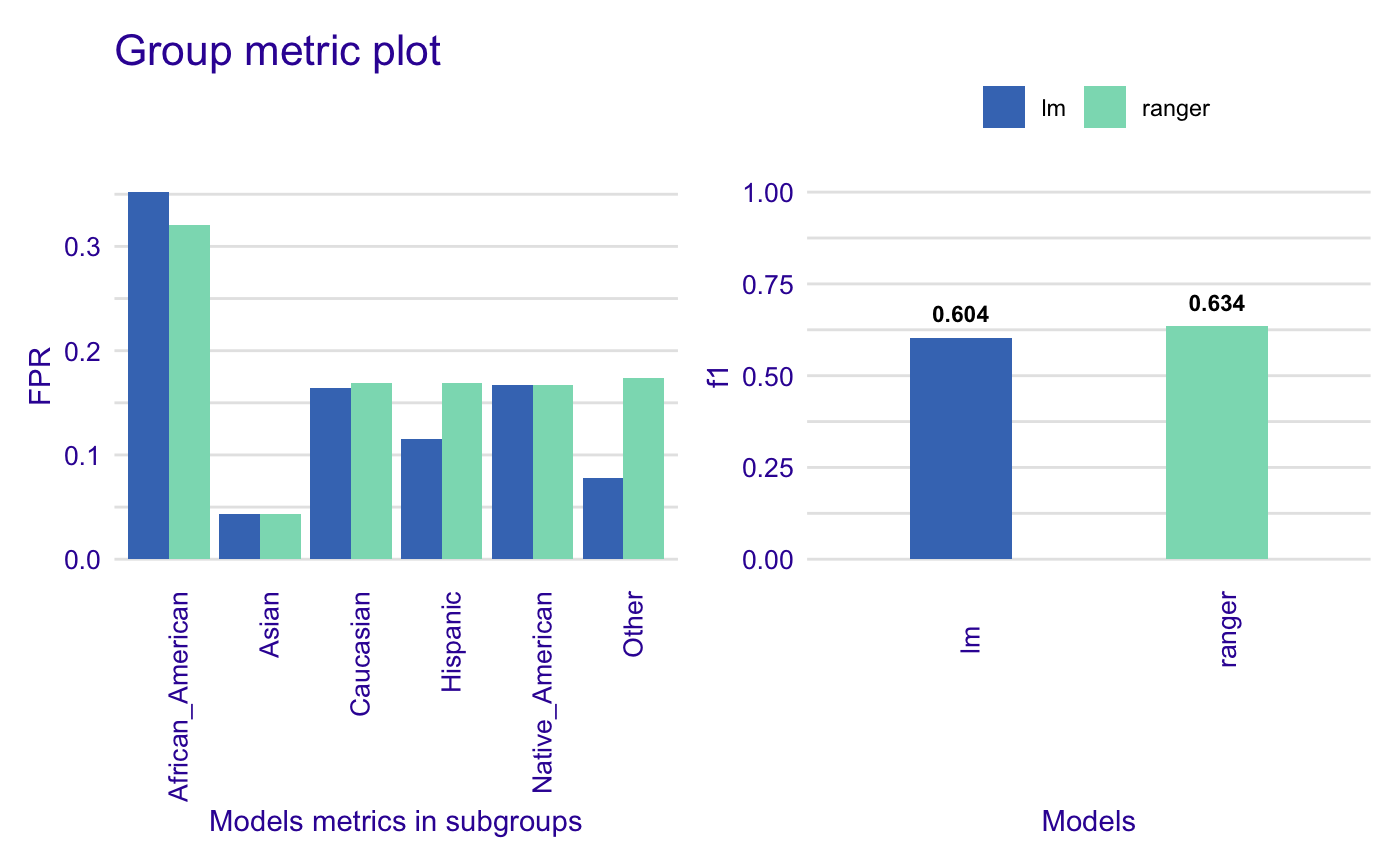 Group metric plot
lm
ranger
FPR
0.3
0.2
0.1
0.0
African_American
Asian
Caucasian
Hispanic
Native_American
Other
Models metrics in subgroups
f1
1.00
0.75
0.50
0.25
0.00
0.604
0.634
lm
ranger
Models